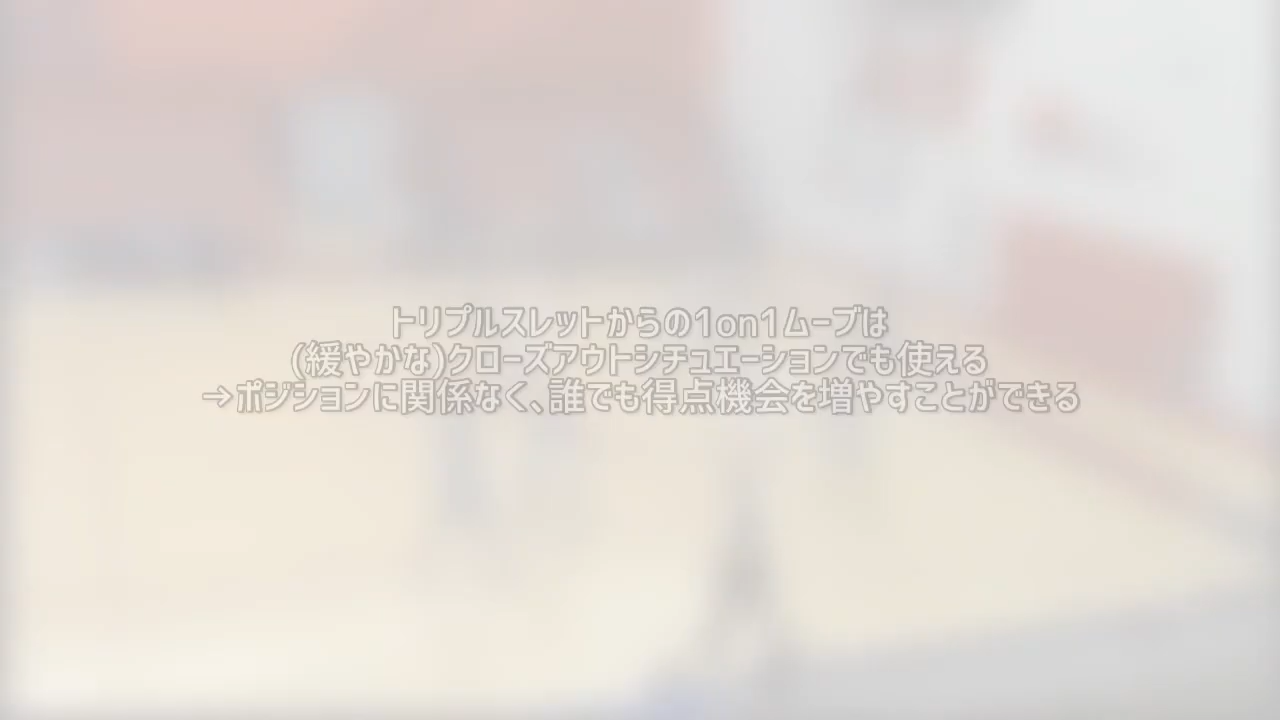 トリプルスレットからの1on1ムーブは
(緩やかな)クローズアウトシチュエーションでも使える
→ポジションに関係なく、誰でも得点機会を増やすことができる